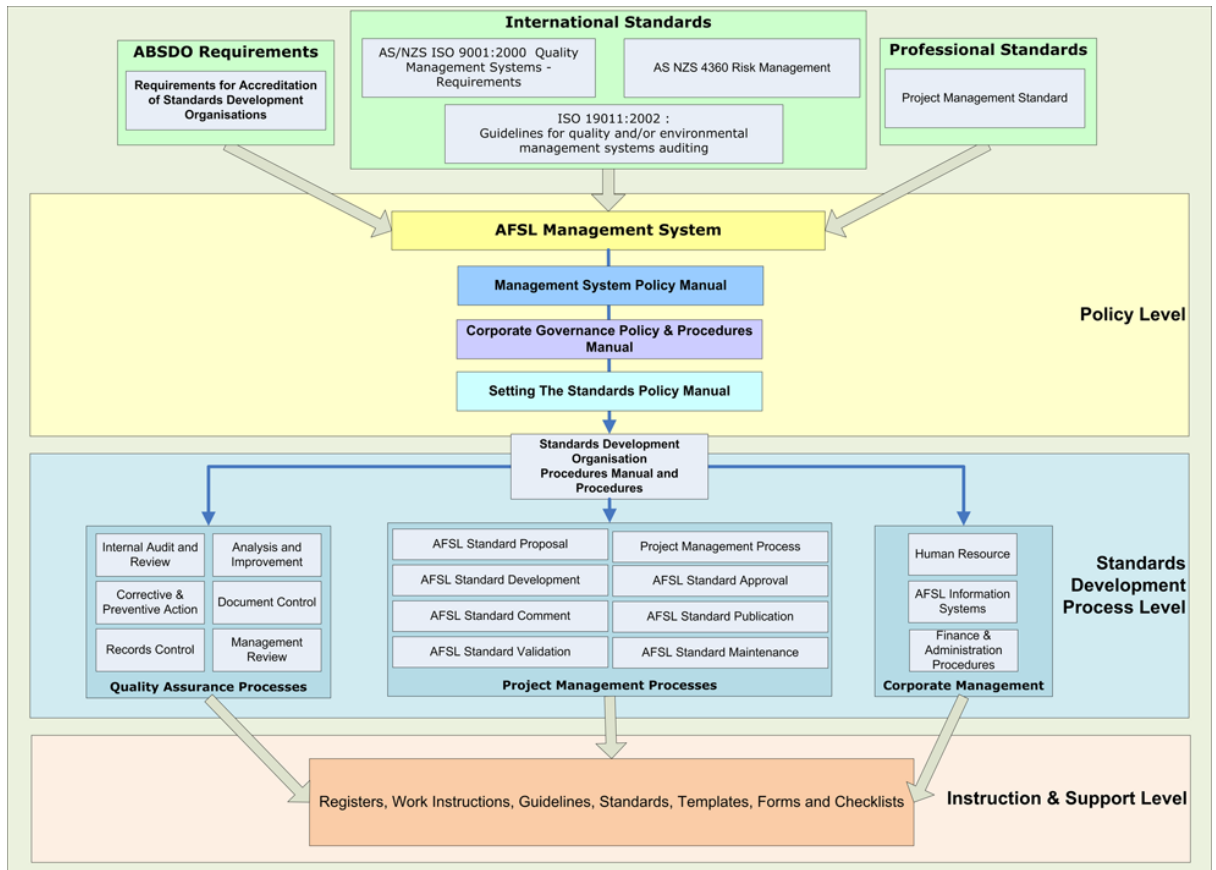 International Standards
ABSDO Requirements
Requirements for Accreditation
of Standards Development
Organisations
AS/NZS ISO 9001:2000 Quality
Management Systems -
Requirements
AS NZS 4360 Risk Management
ISO 19011:2002 :
Guidelines for quality and/or environmental
management systems auditing
Professional Standards
Project Management Standard
AFSL Management System
Management System Policy Manual
Corporate Governance Policy & Procedures
Manual
Setting The Standards Policy Manual
Policy Level
Standards Development
Organisation
Procedures Manual and
Procedures
Internal Audit and
Review
Analysis and
Improvement
Corrective &
Preventive Action
Document Control
Records Control
Management
Review
Quality Assurance Processes
AFSL Standard Proposal
Project Management Process
AFSL Standard Development
AFSL Standard Approval
AFSL Standard Comment
AFSL Standard Publication
AFSL Standard Validation
AFSL Standard Maintenance
Project Management Processes
Human Resource
AFSL Information
Systems
Finance &
Administration
Procedures
Corporate Management
Standards
Development
Process Level
Registers, Work Instructions, Guidelines, Standards, Templates, Forms and Checklists
Instruction & Support Level